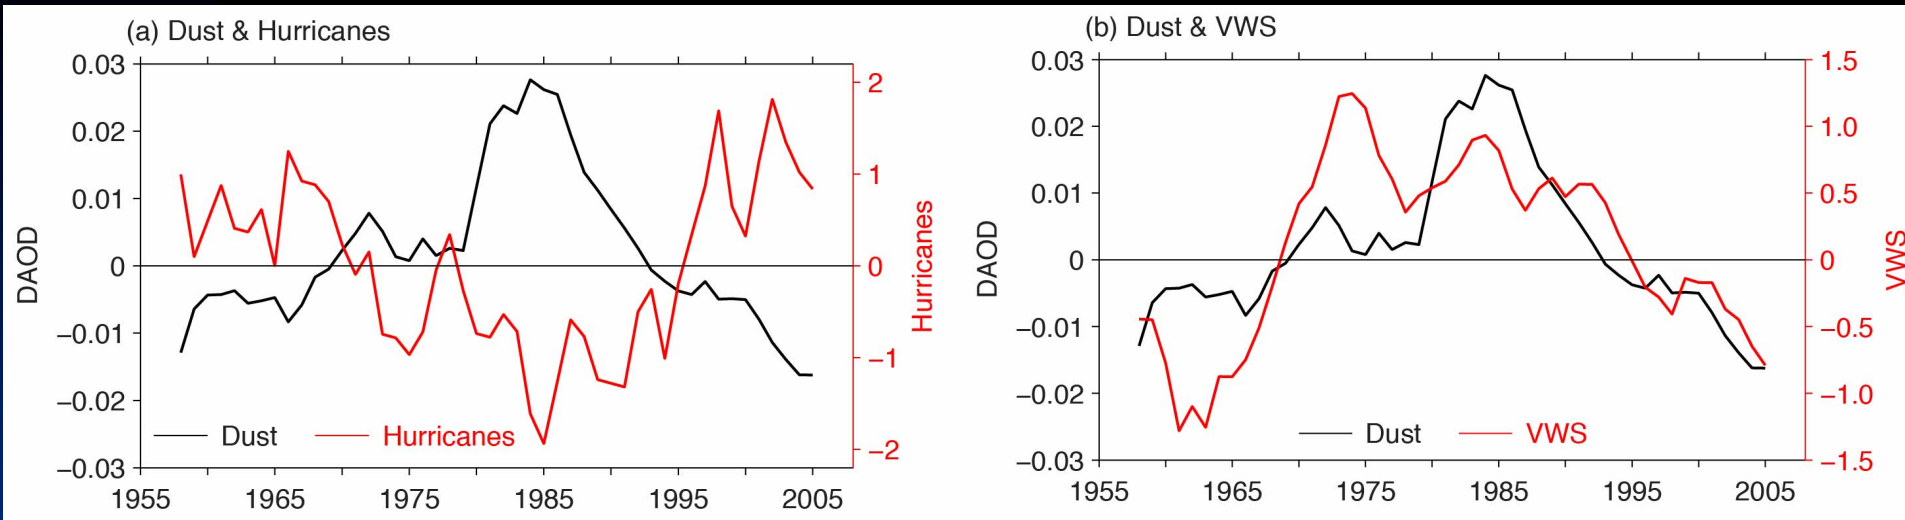 (a) Dust & Hurricanes
0.03
0.02
0.01
0
−0.01
−0.02
−0.03
DAOD
2
1
0
−1
−2
Hurricanes
Dust
Hurricanes
1955 1965 1975 1985 1995 2005
(b) Dust & VWS
0.03
0.02
0.01
0
−0.01
−0.02
−0.03
DAOD
1.5
1.0
0.5
0
−0.5
−1.0
−1.5
VWS
Dust
VWS
1955 1965 1975 1985 1995 2005